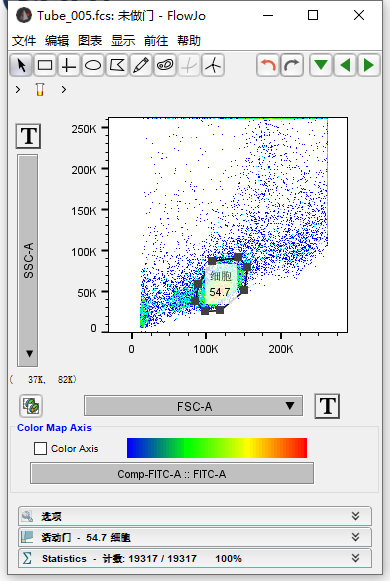 Tube_005.fcs: 未做门 - FlowJo
文件 编辑 图表 显示 前往 帮助
T
250K
200K
150K
100K
50K
0
SSC-A
细胞
54.7
0 100K 200K
( 37K, 82K)
FSC-A
T
Color Map Axis
Color Axis
Comp-FITC-A :: FITC-A
选项
活动门 - 54.7 细胞
Statistics - 计数: 19317 / 19317 100%